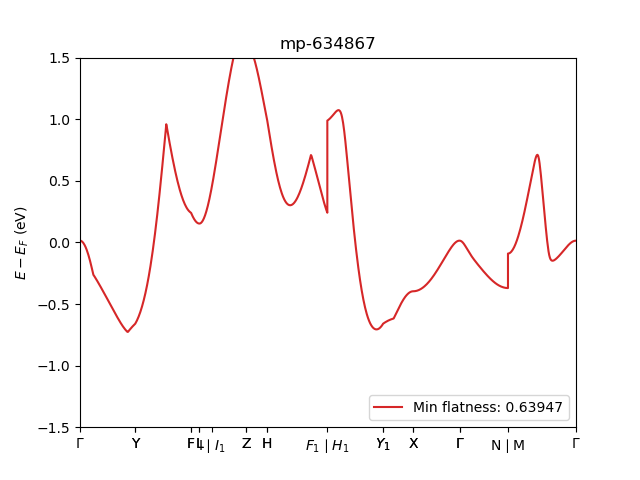 mp-634867
1.5
1.0
0.5
0.0
−0.5
−1.0
−1.5
E − E_F (eV)
Min flatness: 0.63947
Γ Y F L I | I₁ Z H F₁ | H₁ Y₁ X Γ N | M Γ